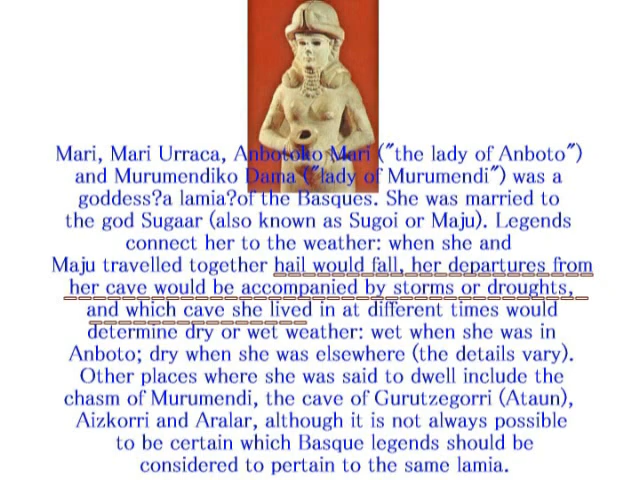 Mari, Mari Urraca, Anbotoko Mari ("the lady of Anboto")
and Murumendiko Dama ("lady of Murumendi") was a
goddess?a lamia?of the Basques. She was married to
the god Sugaar (also known as Sugoi or Maju). Legends
connect her to the weather: when she and
Maju travelled together hail would fall, her departures from
her cave would be accompanied by storms or droughts,
and which cave she lived in at different times would
determine dry or wet weather: wet when she was in
Anboto; dry when she was elsewhere (the details vary).
Other places where she was said to dwell include the
chasm of Murumendi, the cave of Gurutzegorri (Ataun),
Aizkorri and Aralar, although it is not always possible
to be certain which Basque legends should be
considered to pertain to the same lamia.